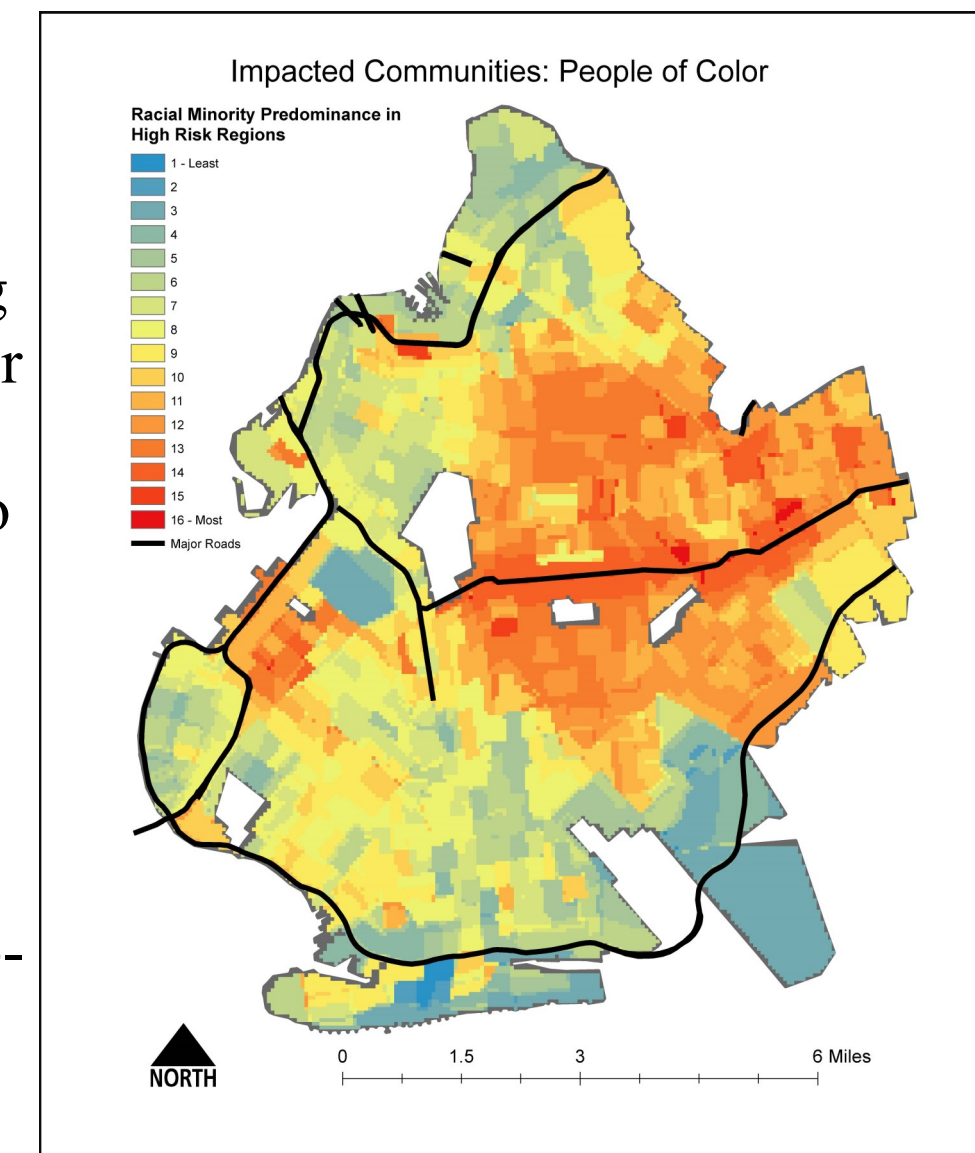 Impacted Communities: People of Color
Racial Minority Predominance in
High Risk Regions
1 - Least
2
3
4
5
6
7
8
9
10
11
12
13
14
15
16 - Most
Major Roads
g
r
o
--
NORTH
0 1.5 3 6 Miles